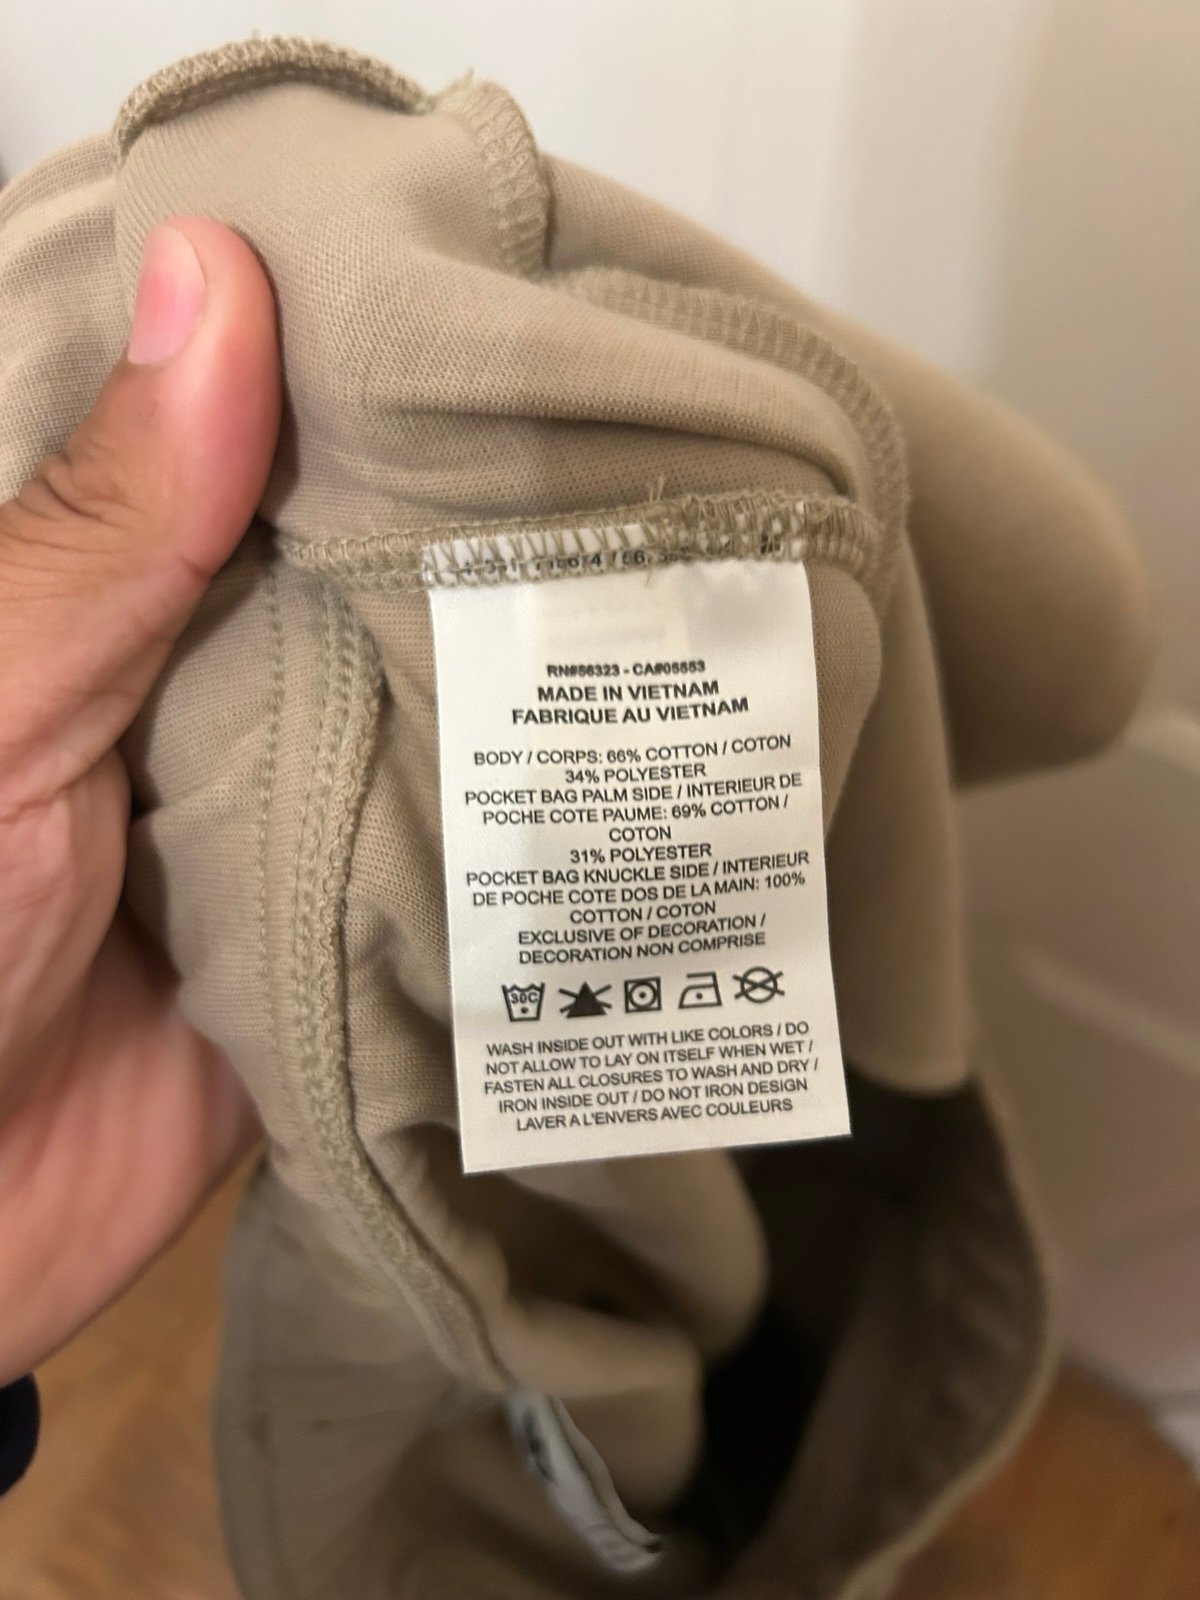 RN#56323 - CA#05553
MADE IN VIETNAM
FABRIQUE AU VIETNAM
BODY / CORPS: 66% COTTON / COTON
34% POLYESTER
POCKET BAG PALM SIDE / INTERIEUR DE
POCHE COTE PAUME: 69% COTTON /
COTON
31% POLYESTER
POCKET BAG KNUCKLE SIDE / INTERIEUR
DE POCHE COTE DOS DE LA MAIN: 100%
COTTON / COTON
EXCLUSIVE OF DECORATION /
DECORATION NON COMPRISE
30C
WASH INSIDE OUT WITH LIKE COLORS / DO
NOT ALLOW TO LAY ON ITSELF WHEN WET /
FASTEN ALL CLOSURES TO WASH AND DRY /
IRON INSIDE OUT / DO NOT IRON DESIGN
LAVER A L'ENVERS AVEC COULEURS